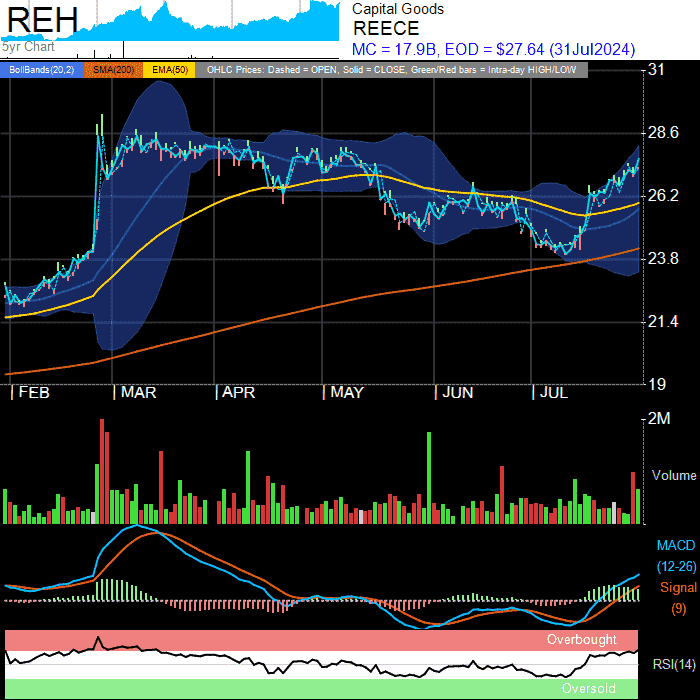 REH
5yr Chart
Capital Goods
REECE
MC = 17.9B, EOD = $27.64 (31Jul2024)
BollBands(20,2) SMA(200) EMA(50) OHLC Prices: Dashed = OPEN, Solid = CLOSE, Green/Red bars = Intra-day HIGH/LOW
31
28.6
26.2
23.8
21.4
19
FEB MAR APR MAY JUN JUL
2M
Volume
MACD
(12-26)
Signal
(9)
Overbought
RSI(14)
Oversold